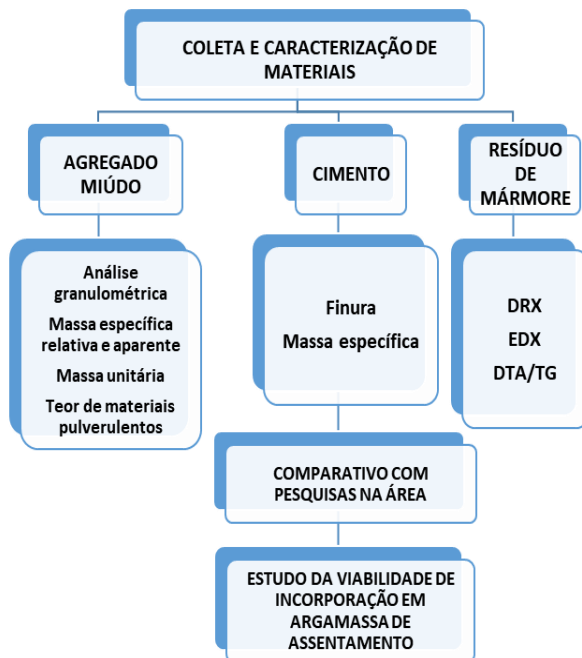 COLETA E CARACTERIZAÇÃO DE
MATERIAIS
AGREGADO
MIÚDO
CIMENTO
RESÍDUO
DE
MÁRMORE
Análise
granulométrica
Massa específica
relativa e aparente
Massa unitária
Teor de materiais
pulverulentos
Finura
Massa específica
DRX
EDX
DTA/TG
COMPARATIVO COM
PESQUISAS NA ÁREA
ESTUDO DA VIABILIDADE DE
INCORPORAÇÃO EM
ARGAMASSA DE
ASSENTAMENTO